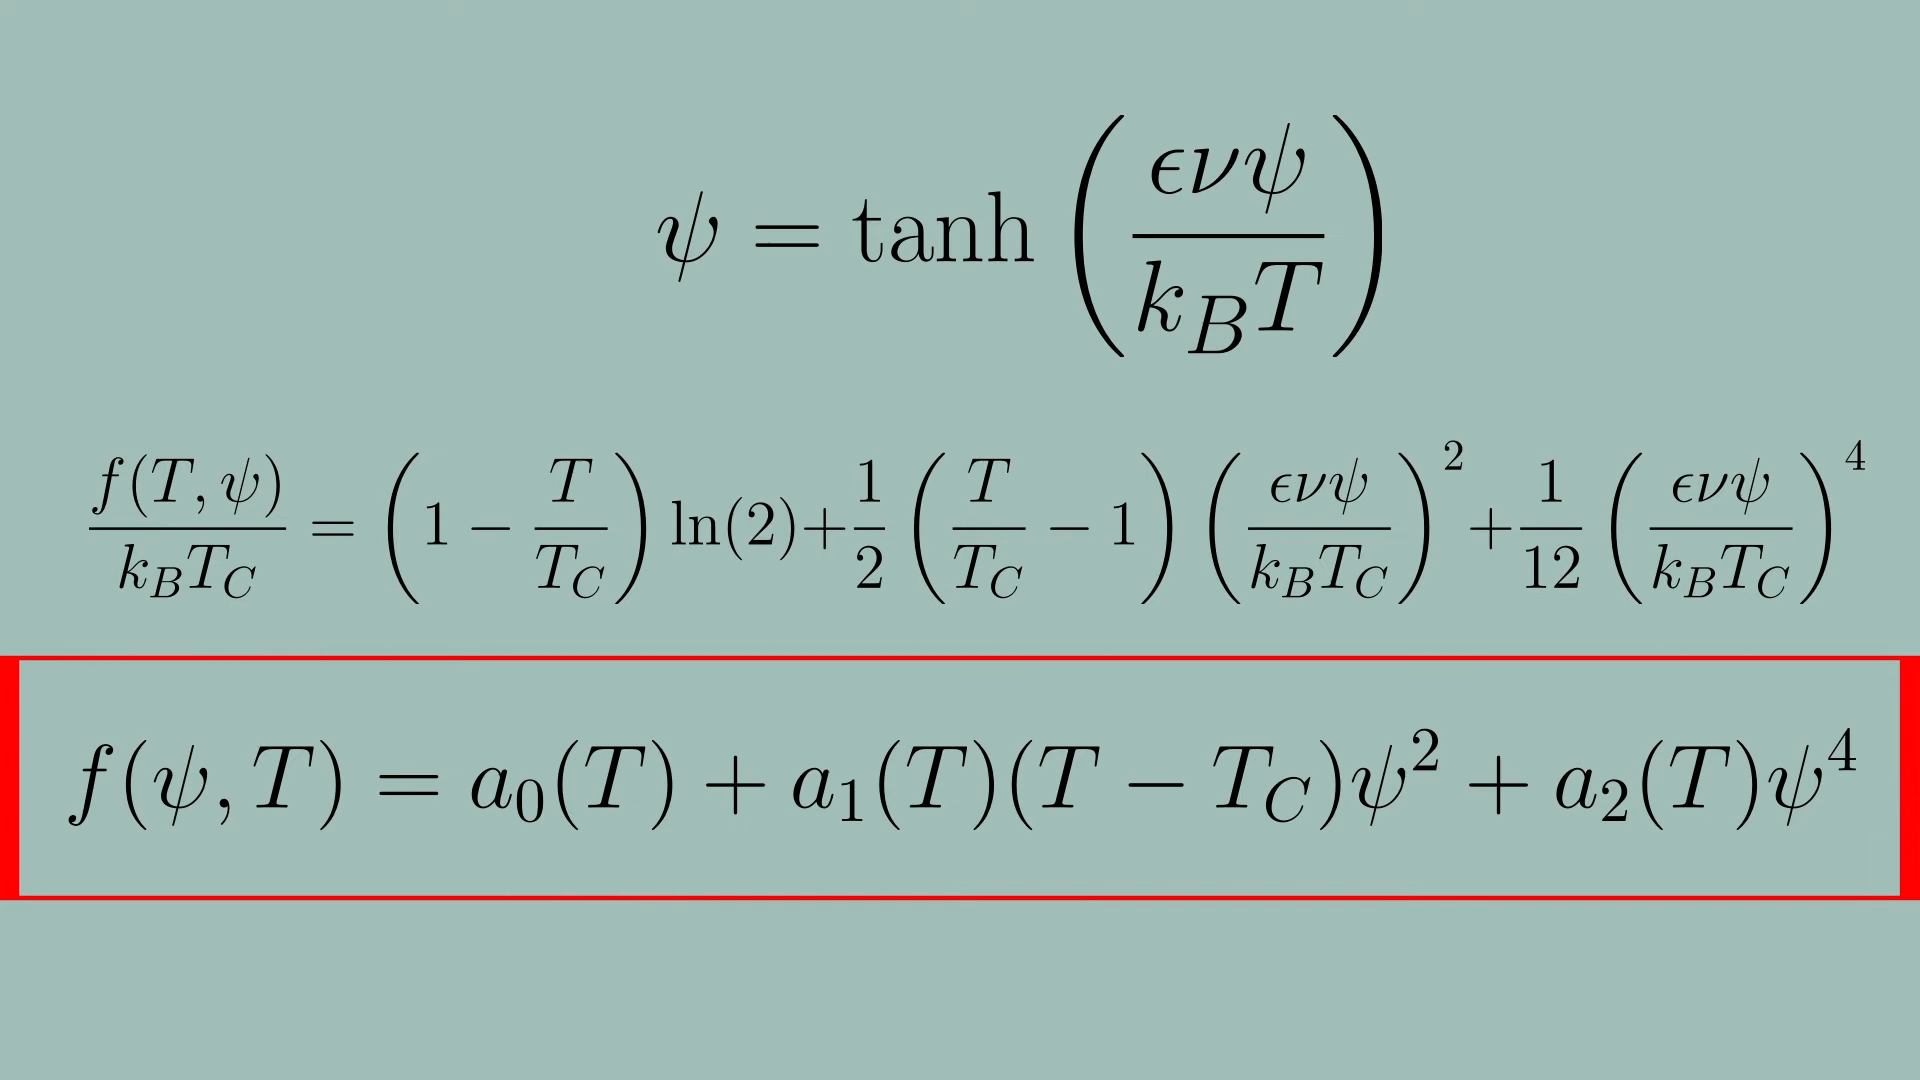 ψ = tanh(ϵνψ / k_B T)
f(T, ψ) / k_B T_C = (1 − T/T_C) ln(2) + 1/2 (T/T_C − 1) (ϵνψ / k_B T_C)^2 + 1/12 (ϵνψ / k_B T_C)^4
f(ψ, T) = a_0(T) + a_1(T)(T − T_C)ψ^2 + a_2(T)ψ^4